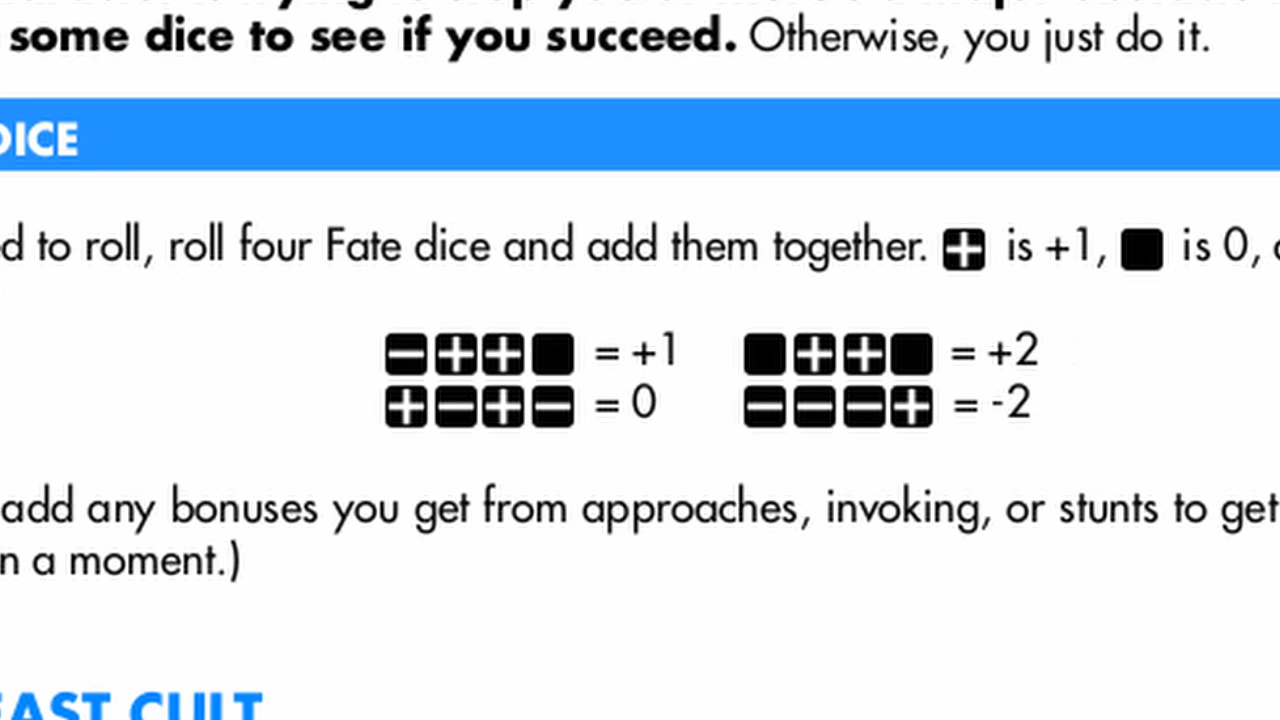 some dice to see if you succeed. Otherwise, you just do it.
DICE
to roll, roll four Fate dice and add them together. + is +1, is 0,
− + + = +1 + + = +2
+ − + − = 0 − − − + = -2
add any bonuses you get from approaches, invoking, or stunts to get
in a moment.)
CULT